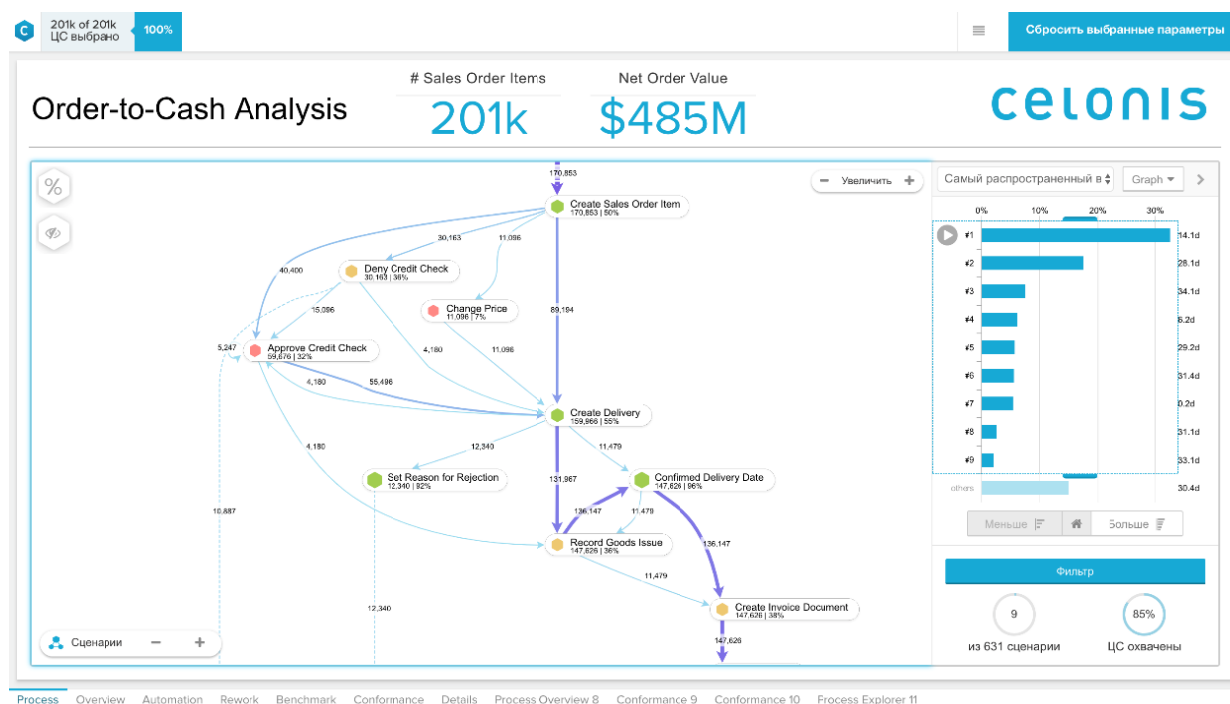 201k of 201k
ЦС выбрано
100%
Сбросить выбранные параметры
Order-to-Cash Analysis
# Sales Order Items
201k
Net Order Value
$485M
celonis
%
Увеличить
Самый распространенный в
Graph
170,853
Create Sales Order Item
170,853 | 50%
30,163
11,096
40,400
Deny Credit Check
30,163 | 36%
15,096
Change Price
11,096 | 7%
89,194
5,247
Approve Credit Check
59,676 | 32%
4,180
11,096
4,180
55,496
Create Delivery
159,966 | 55%
4,180
12,340
11,479
Set Reason for Rejection
12,340 | 82%
131,967
Confirmed Delivery Date
147,626 | 96%
10,887
136,147
11,479
Record Goods Issue
147,626 | 36%
136,147
11,479
12,340
Create Invoice Document
147,626 | 38%
147,626
Сценарии
0%
10%
20%
30%
#1
14.1d
#2
28.1d
#3
34.1d
#4
6.2d
#5
29.2d
#6
31.4d
#7
0.2d
#8
31.1d
#9
33.1d
others
30.4d
Меньше
Больше
Фильтр
9
85%
из 631 сценарии
ЦС охвачены
Process Overview Automation Rework Benchmark Conformance Details Process Overview 8 Conformance 9 Conformance 10 Process Explorer 11